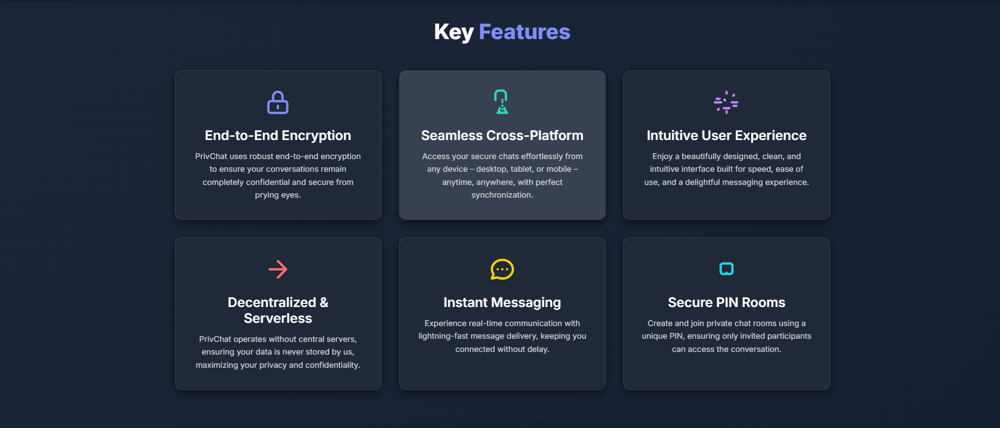 Key Features
End-to-End Encryption
PrivChat uses robust end-to-end encryption
to ensure your conversations remain
completely confidential and secure from
prying eyes.
Seamless Cross-Platform
Access your secure chats effortlessly from
any device – desktop, tablet, or mobile –
anytime, anywhere, with perfect
synchronization.
Intuitive User Experience
Enjoy a beautifully designed, clean, and
intuitive interface built for speed, ease of
use, and a delightful messaging experience.
Decentralized &
Serverless
PrivChat operates without central servers,
ensuring your data is never stored by us,
maximizing your privacy and confidentiality.
Instant Messaging
Experience real-time communication with
lightning-fast message delivery, keeping you
connected without delay.
Secure PIN Rooms
Create and join private chat rooms using a
unique PIN, ensuring only invited participants
can access the conversation.